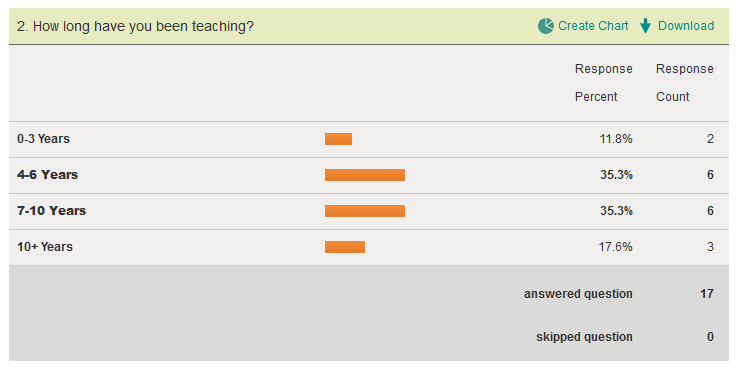 2. How long have you been teaching? Create Chart Download
Response Response
Percent Count
0-3 Years 11.8% 2
4-6 Years 35.3% 6
7-10 Years 35.3% 6
10+ Years 17.6% 3
answered question 17
skipped question 0